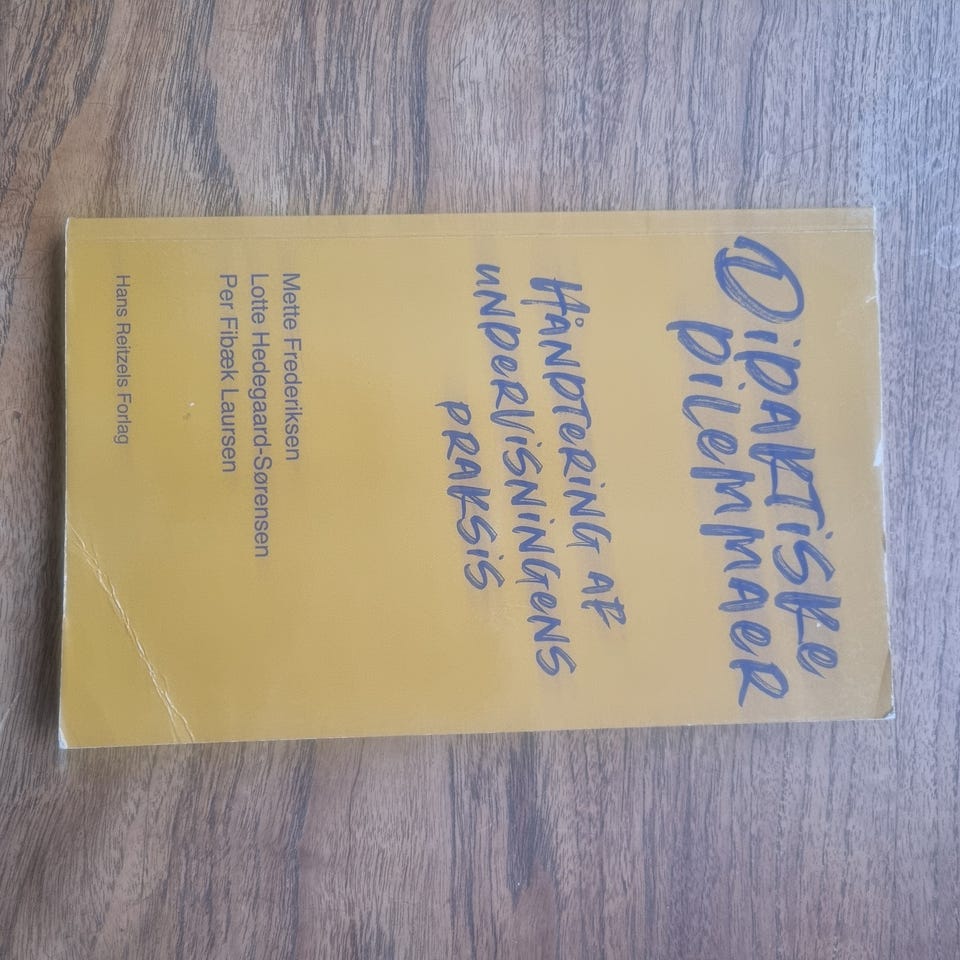 Didaktiske
Dilemmaer
Håndtering af
undervisningens
praksis
Mette Frederiksen
Lotte Hedegaard-Sørensen
Per Fibæk Laursen
Hans Reitzels Forlag